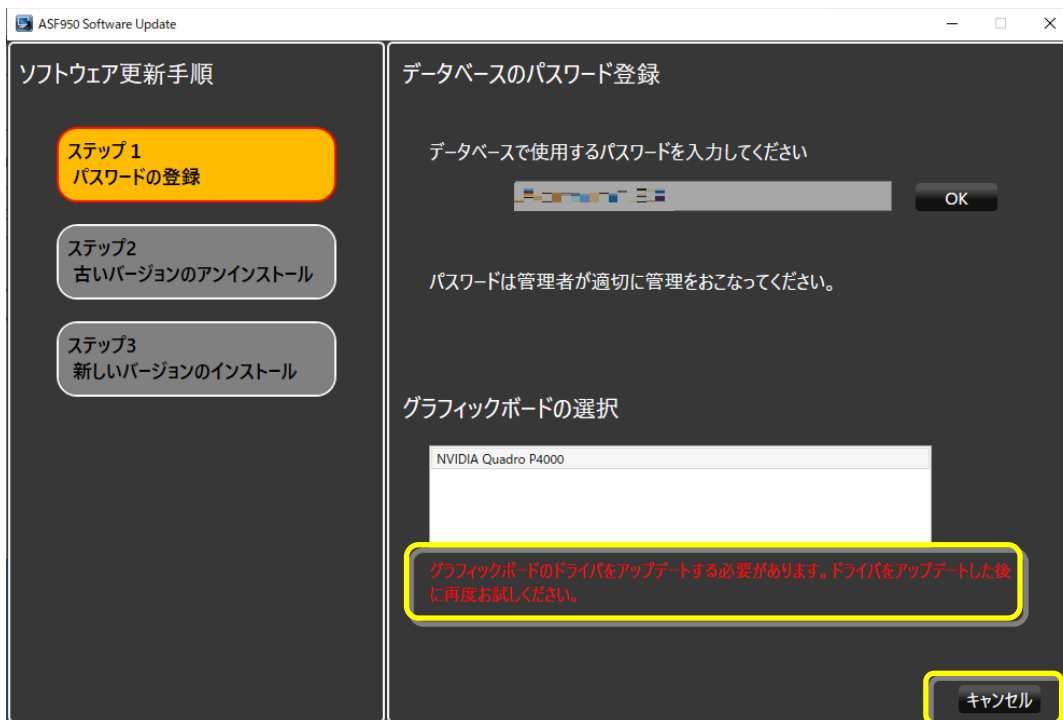 ASF950 Software Update
ソフトウェア更新手順
ステップ 1
パスワードの登録
ステップ2
古いバージョンのアンインストール
ステップ3
新しいバージョンのインストール
データベースのパスワード登録
データベースで使用するパスワードを入力してください
OK
パスワードは管理者が適切に管理をおこなってください。
グラフィックボードの選択
NVIDIA Quadro P4000
グラフィックボードのドライバをアップデートする必要があります。ドライバをアップデートした後
に再度お試しください。
キャンセル